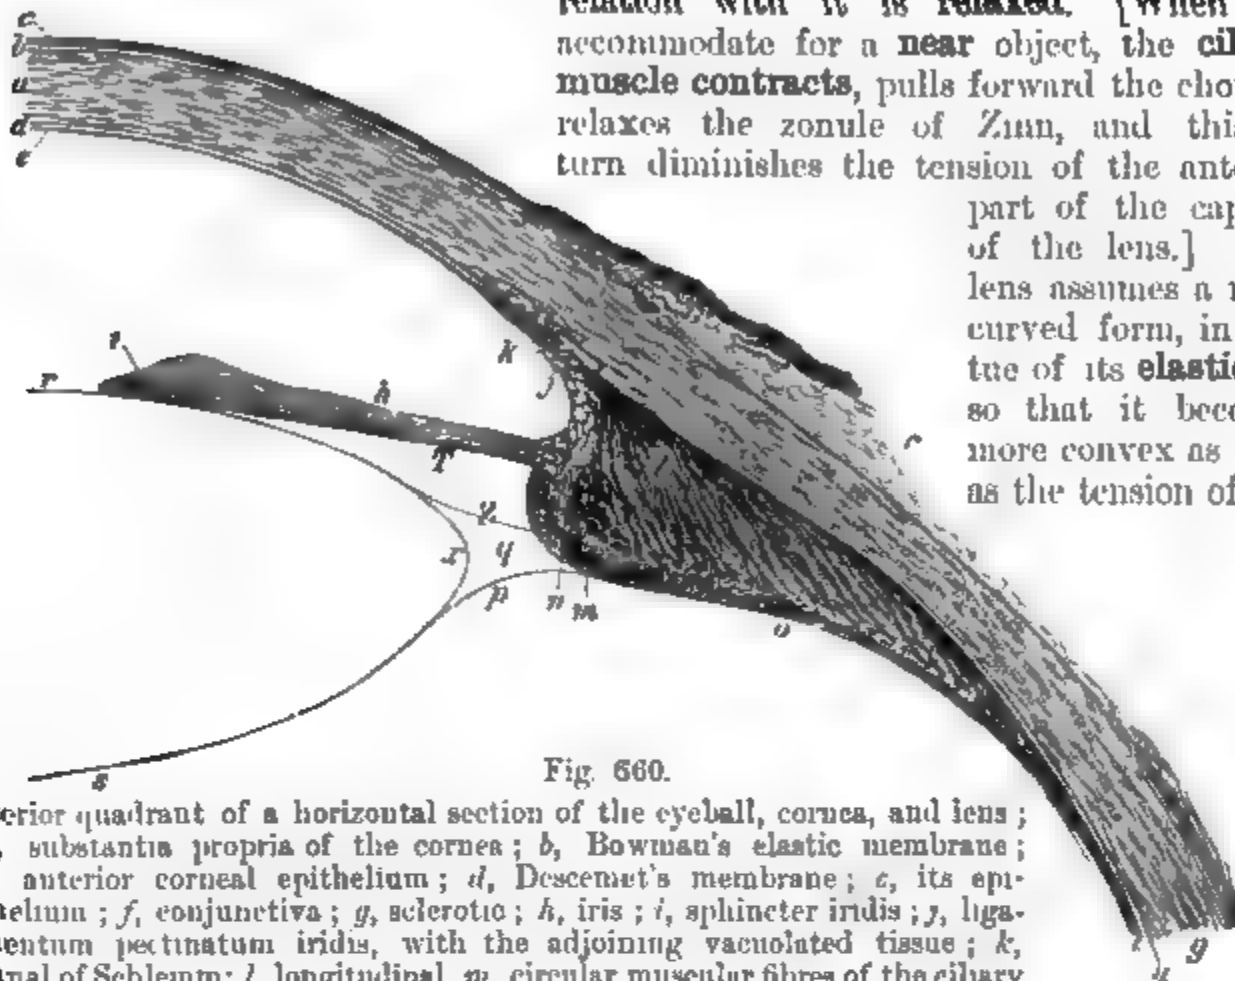 relation with it is relaxed. [When
accommodate for a near object, the cil
muscle contracts, pulls forward the cho
relaxes the zonule of Zinn, and this
turn diminishes the tension of the ante
part of the cap
of the lens.]
lens assumes a
curved form, in
tue of its elastic
so that it beco
more convex as
as the tension of
c
b
a
d
e
i
r
h
k
T
f
z
q
x
p
n
m
o
s
g
Fig. 660.
erior quadrant of a horizontal section of the eyeball, cornea, and lens;
, substantia propria of the cornea; b, Bowman's elastic membrane;
anterior corneal epithelium; d, Descemet's membrane; e, its epi-
helium; f, conjunctiva; g, sclerotic; h, iris; i, sphincter iridis; j, liga-
entum pectinatum iridis, with the adjoining vacuolated tissue; k,
nal of Schlemm; l, longitudinal, m, circular muscular fibres of the ciliary